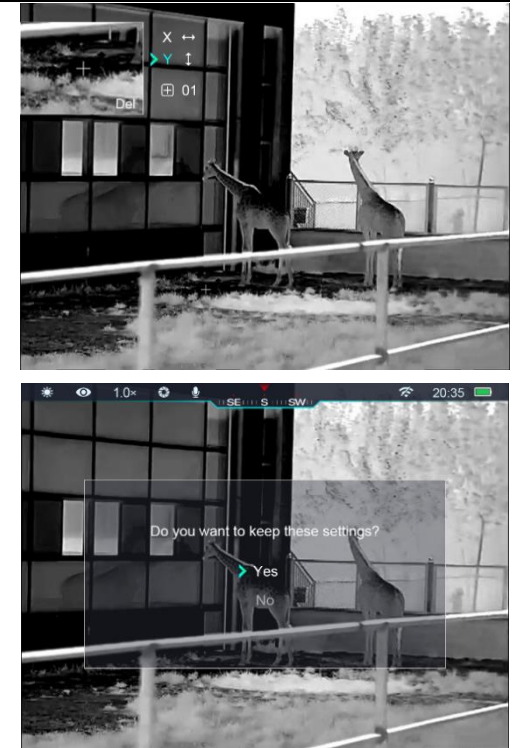 X ↔
Y ↕
01
Del
1.0×
SE S SW
20:35
Do you want to keep these settings?
Yes
No